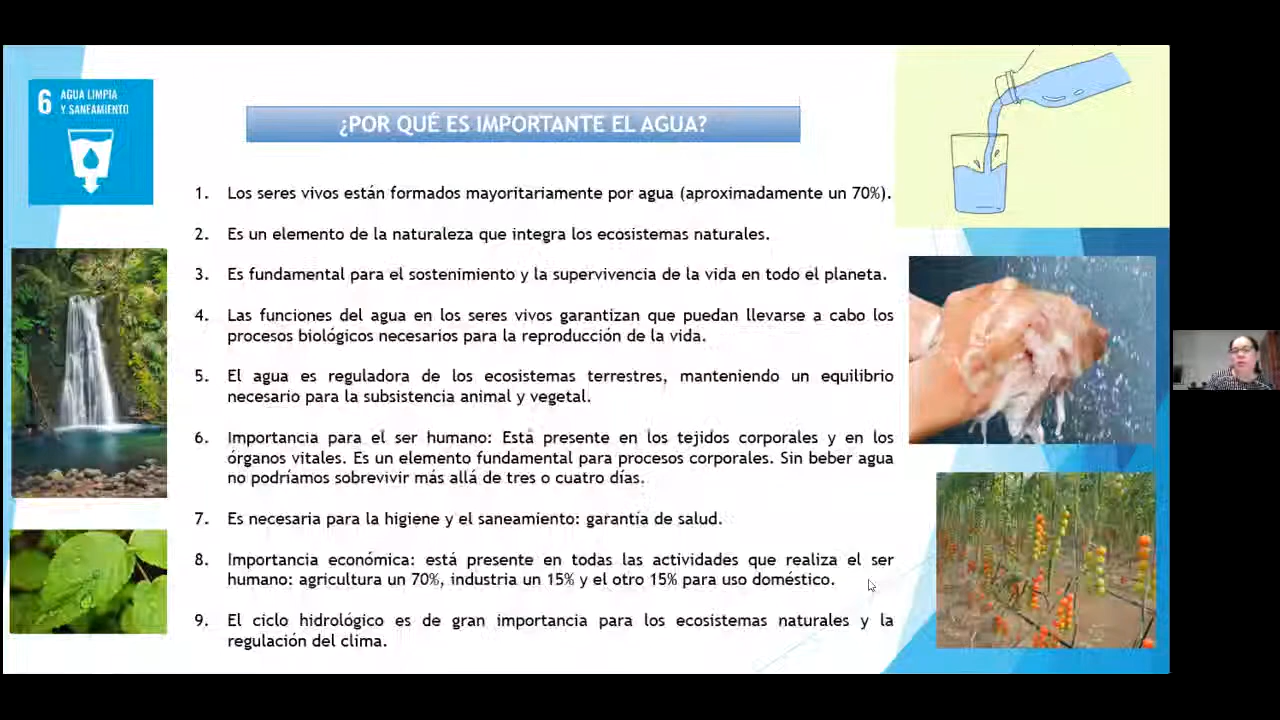 6 AGUA LIMPIA
Y SANEAMIENTO
¿POR QUÉ ES IMPORTANTE EL AGUA?
1. Los seres vivos están formados mayoritariamente por agua (aproximadamente un 70%).
2. Es un elemento de la naturaleza que integra los ecosistemas naturales.
3. Es fundamental para el sostenimiento y la supervivencia de la vida en todo el planeta.
4. Las funciones del agua en los seres vivos garantizan que puedan llevarse a cabo los
procesos biológicos necesarios para la reproducción de la vida.
5. El agua es reguladora de los ecosistemas terrestres, manteniendo un equilibrio
necesario para la subsistencia animal y vegetal.
6. Importancia para el ser humano: Está presente en los tejidos corporales y en los
órganos vitales. Es un elemento fundamental para procesos corporales. Sin beber agua
no podríamos sobrevivir más allá de tres o cuatro días.
7. Es necesaria para la higiene y el saneamiento: garantía de salud.
8. Importancia económica: está presente en todas las actividades que realiza el ser
humano: agricultura un 70%, industria un 15% y el otro 15% para uso doméstico.
9. El ciclo hidrológico es de gran importancia para los ecosistemas naturales y la
regulación del clima.